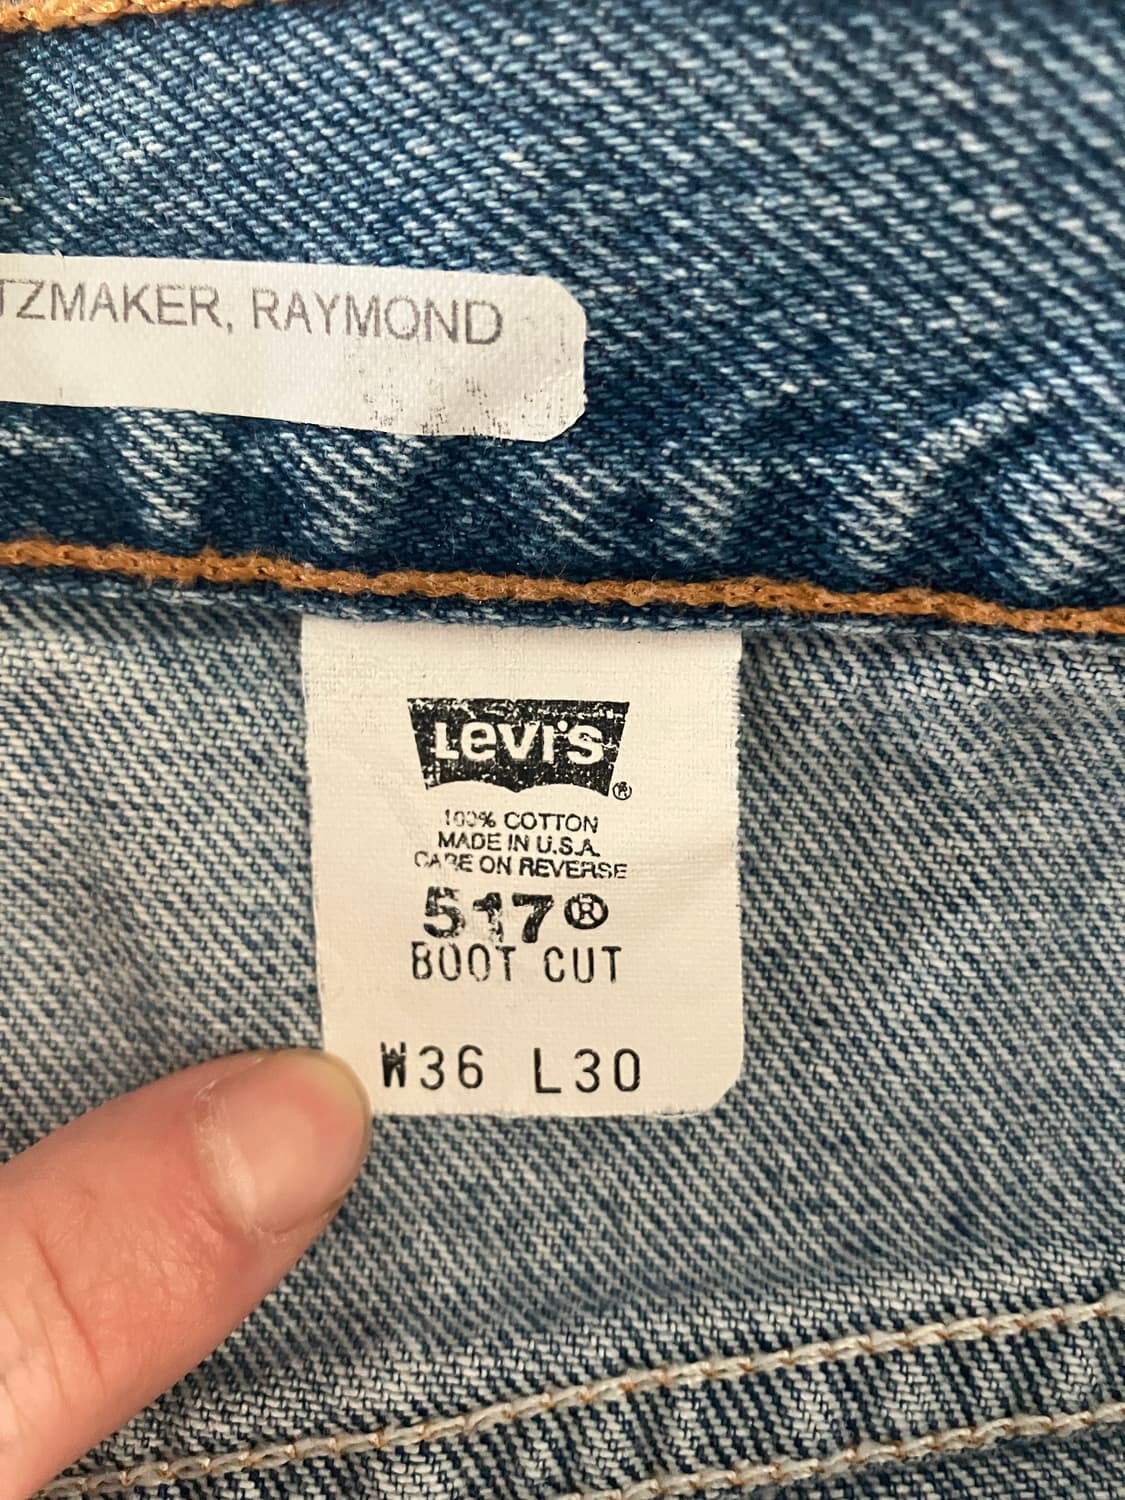 TZMAKER, RAYMOND
Levi's
®
100% COTTON
MADE IN U.S.A.
CARE ON REVERSE
517®
BOOT CUT
W36 L30